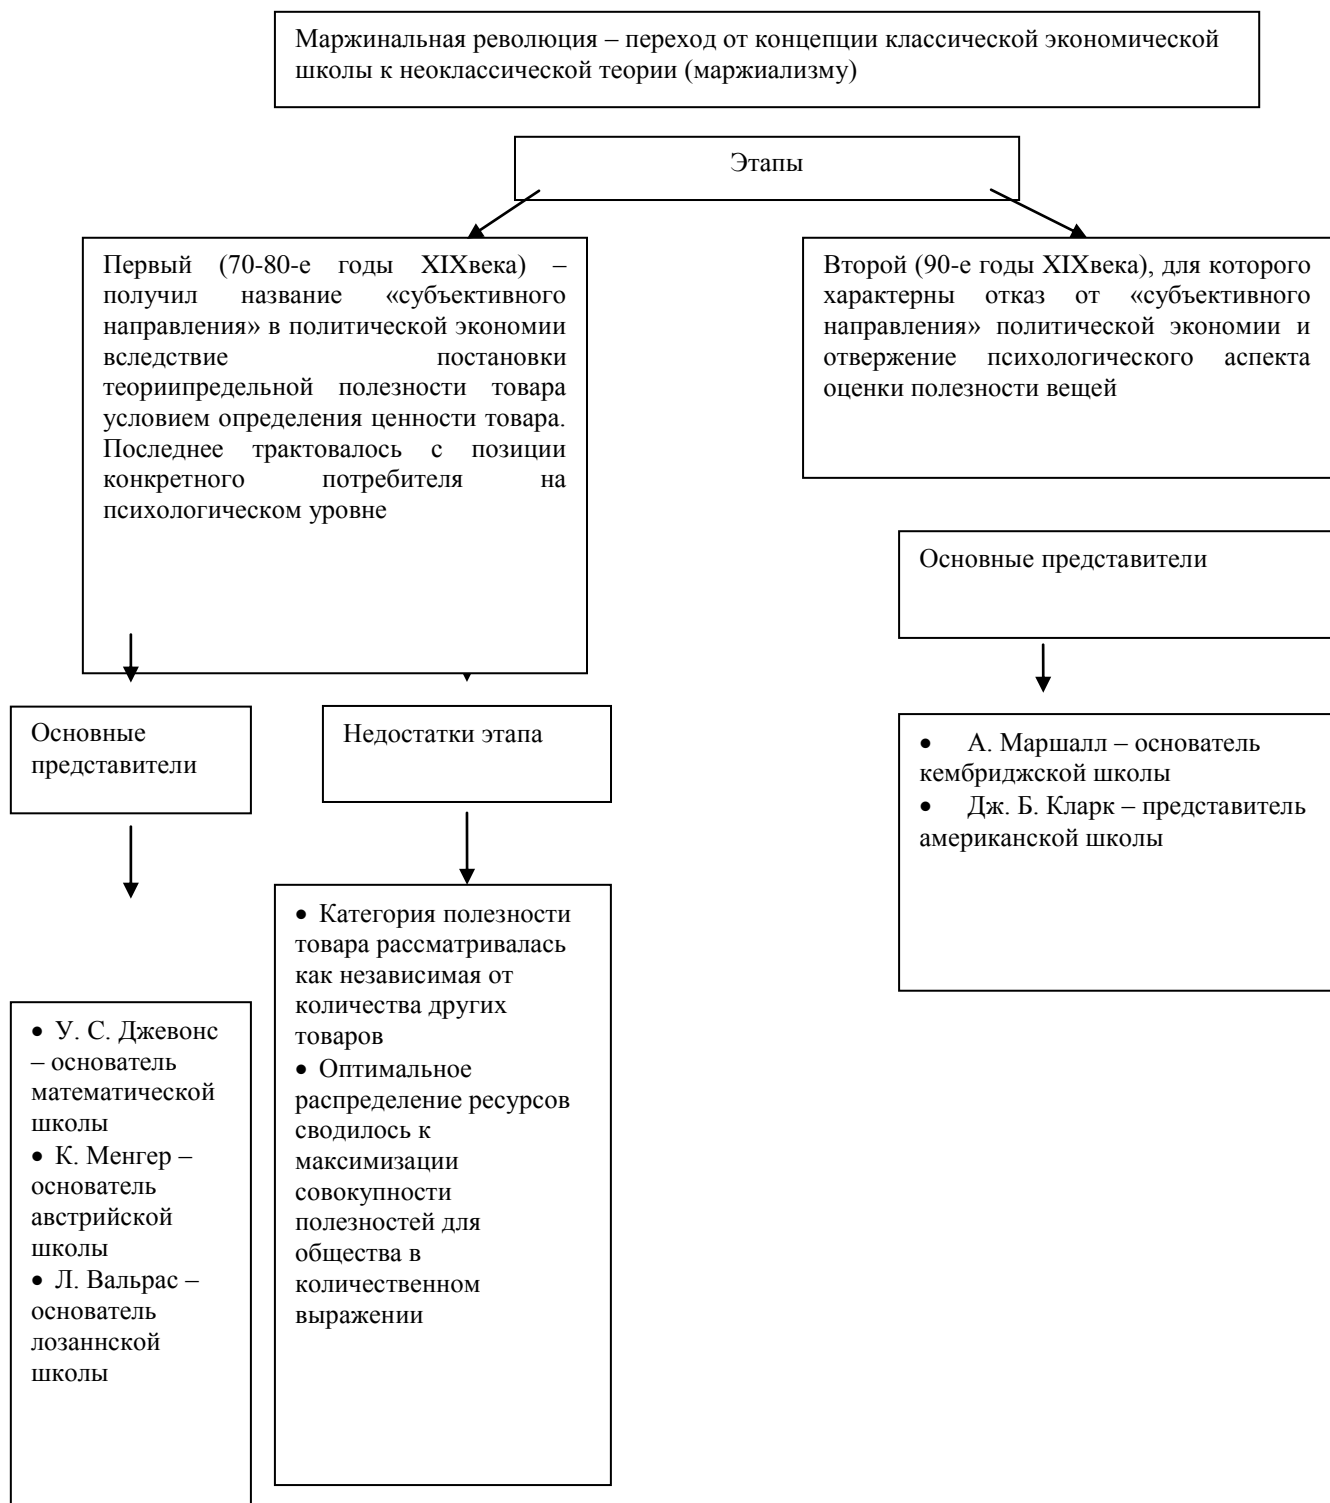 Маржинальная революция – переход от концепции классической экономической
школы к неоклассической теории (маржиализму)
Этапы
Первый (70-80-е годы XIXвека) –
получил название «субъективного
направления» в политической экономии
вследствие постановки
теориипредельной полезности товара
условием определения ценности товара.
Последнее трактовалось с позиции
конкретного потребителя на
психологическом уровне
Второй (90-е годы XIXвека), для которого
характерны отказ от «субъективного
направления» политической экономии и
отвержение психологического аспекта
оценки полезности вещей
Основные представители
Основные
представители
Недостатки этапа
• А. Маршалл – основатель
кембриджской школы
• Дж. Б. Кларк – представитель
американской школы
• Категория полезности
товара рассматривалась
как независимая от
количества других
товаров
• Оптимальное
распределение ресурсов
сводилось к
максимизации
совокупности
полезностей для
общества в
количественном
выражении
• У. С. Джевонс
– основатель
математической
школы
• К. Менгер –
основатель
австрийской
школы
• Л. Вальрас –
основатель
лозаннской
школы